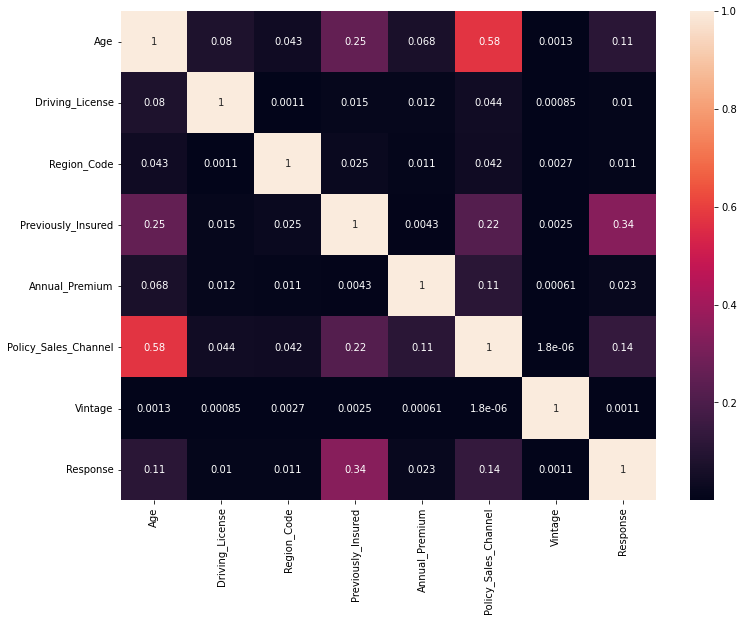 Age 1 0.08 0.043 0.25 0.068 0.58 0.0013 0.11
Driving_License 0.08 1 0.0011 0.015 0.012 0.044 0.00085 0.01
Region_Code 0.043 0.0011 1 0.025 0.011 0.042 0.0027 0.011
Previously_Insured 0.25 0.015 0.025 1 0.0043 0.22 0.0025 0.34
Annual_Premium 0.068 0.012 0.011 0.0043 1 0.11 0.00061 0.023
Policy_Sales_Channel 0.58 0.044 0.042 0.22 0.11 1 1.8e-06 0.14
Vintage 0.0013 0.00085 0.0027 0.0025 0.00061 1.8e-06 1 0.0011
Response 0.11 0.01 0.011 0.34 0.023 0.14 0.0011 1
Age
Driving_License
Region_Code
Previously_Insured
Annual_Premium
Policy_Sales_Channel
Vintage
Response
1.0
0.8
0.6
0.4
0.2